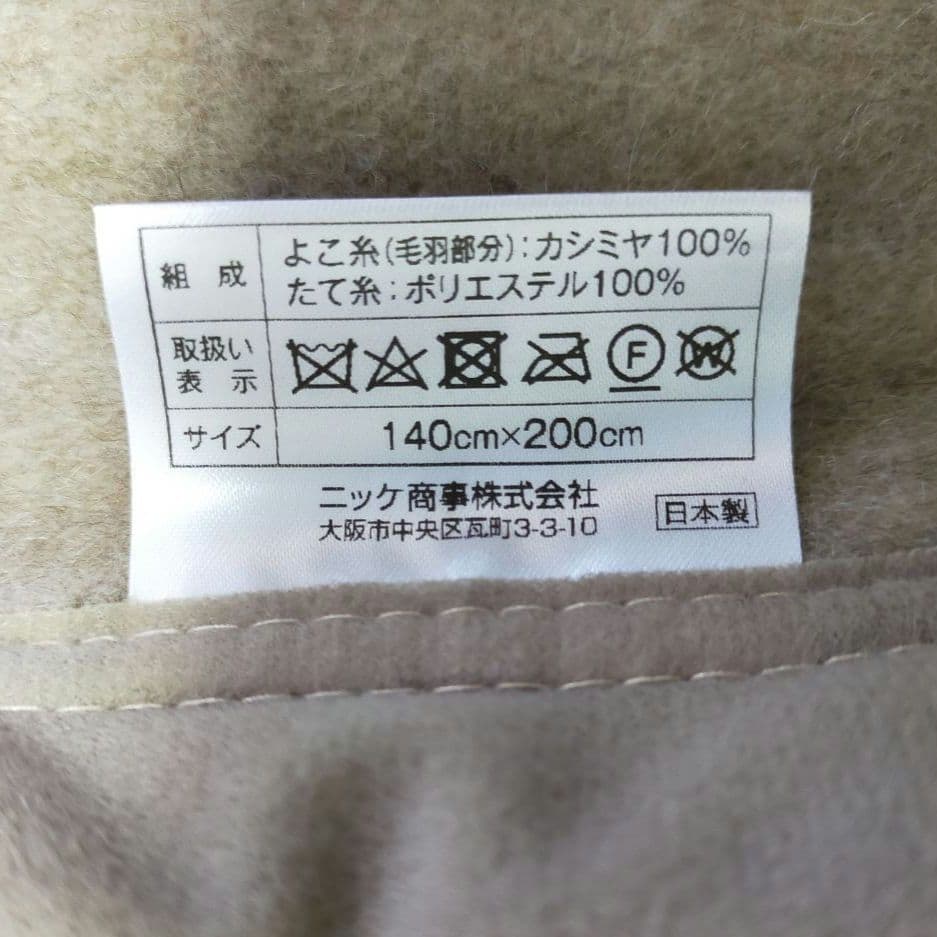 組成
よこ糸(毛羽部分):カシミヤ100%
たて糸:ポリエステル100%
取扱い
表示
F
W
サイズ
140cm×200cm
ニッケ商事株式会社
大阪市中央区瓦町3-3-10
日本製